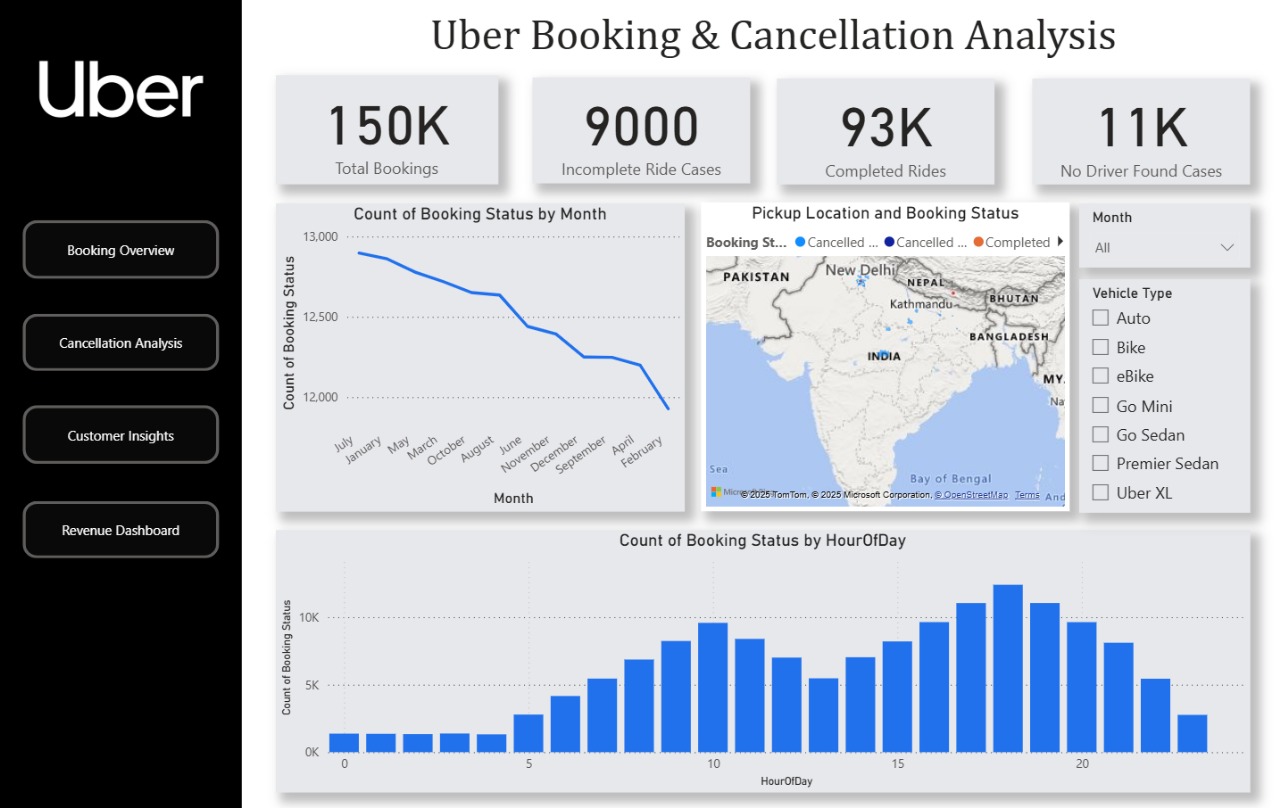 Uber
Booking Overview
Cancellation Analysis
Customer Insights
Revenue Dashboard
Uber Booking & Cancellation Analysis
150K
Total Bookings
9000
Incomplete Ride Cases
93K
Completed Rides
11K
No Driver Found Cases
Count of Booking Status by Month
Count of Booking Status
13,000
12,500
12,000
July
January
May
March
October
August
June
November
December
September
April
February
Month
Pickup Location and Booking Status
Booking St... Cancelled ... Cancelled ... Completed
PAKISTAN
New Delhi
NEPAL
Kathmandu
BHUTAN
BANGLADESH
INDIA
MY
Na
Sea
Bay of Bengal
And
© 2025 TomTom, © 2025 Microsoft Corporation, © OpenStreetMap Terms
Month
All
Vehicle Type
Auto
Bike
eBike
Go Mini
Go Sedan
Premier Sedan
Uber XL
Count of Booking Status by HourOfDay
Count of Booking Status
10K
5K
0K
0 5 10 15 20
HourOfDay